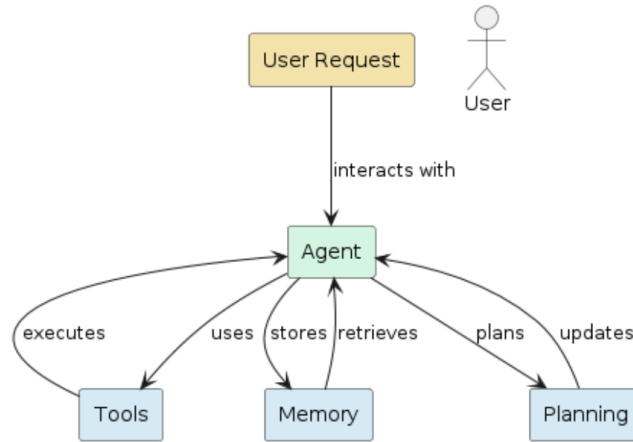 User Request
User
interacts with
Agent
executes
uses
stores
retrieves
plans
updates
Tools
Memory
Planning